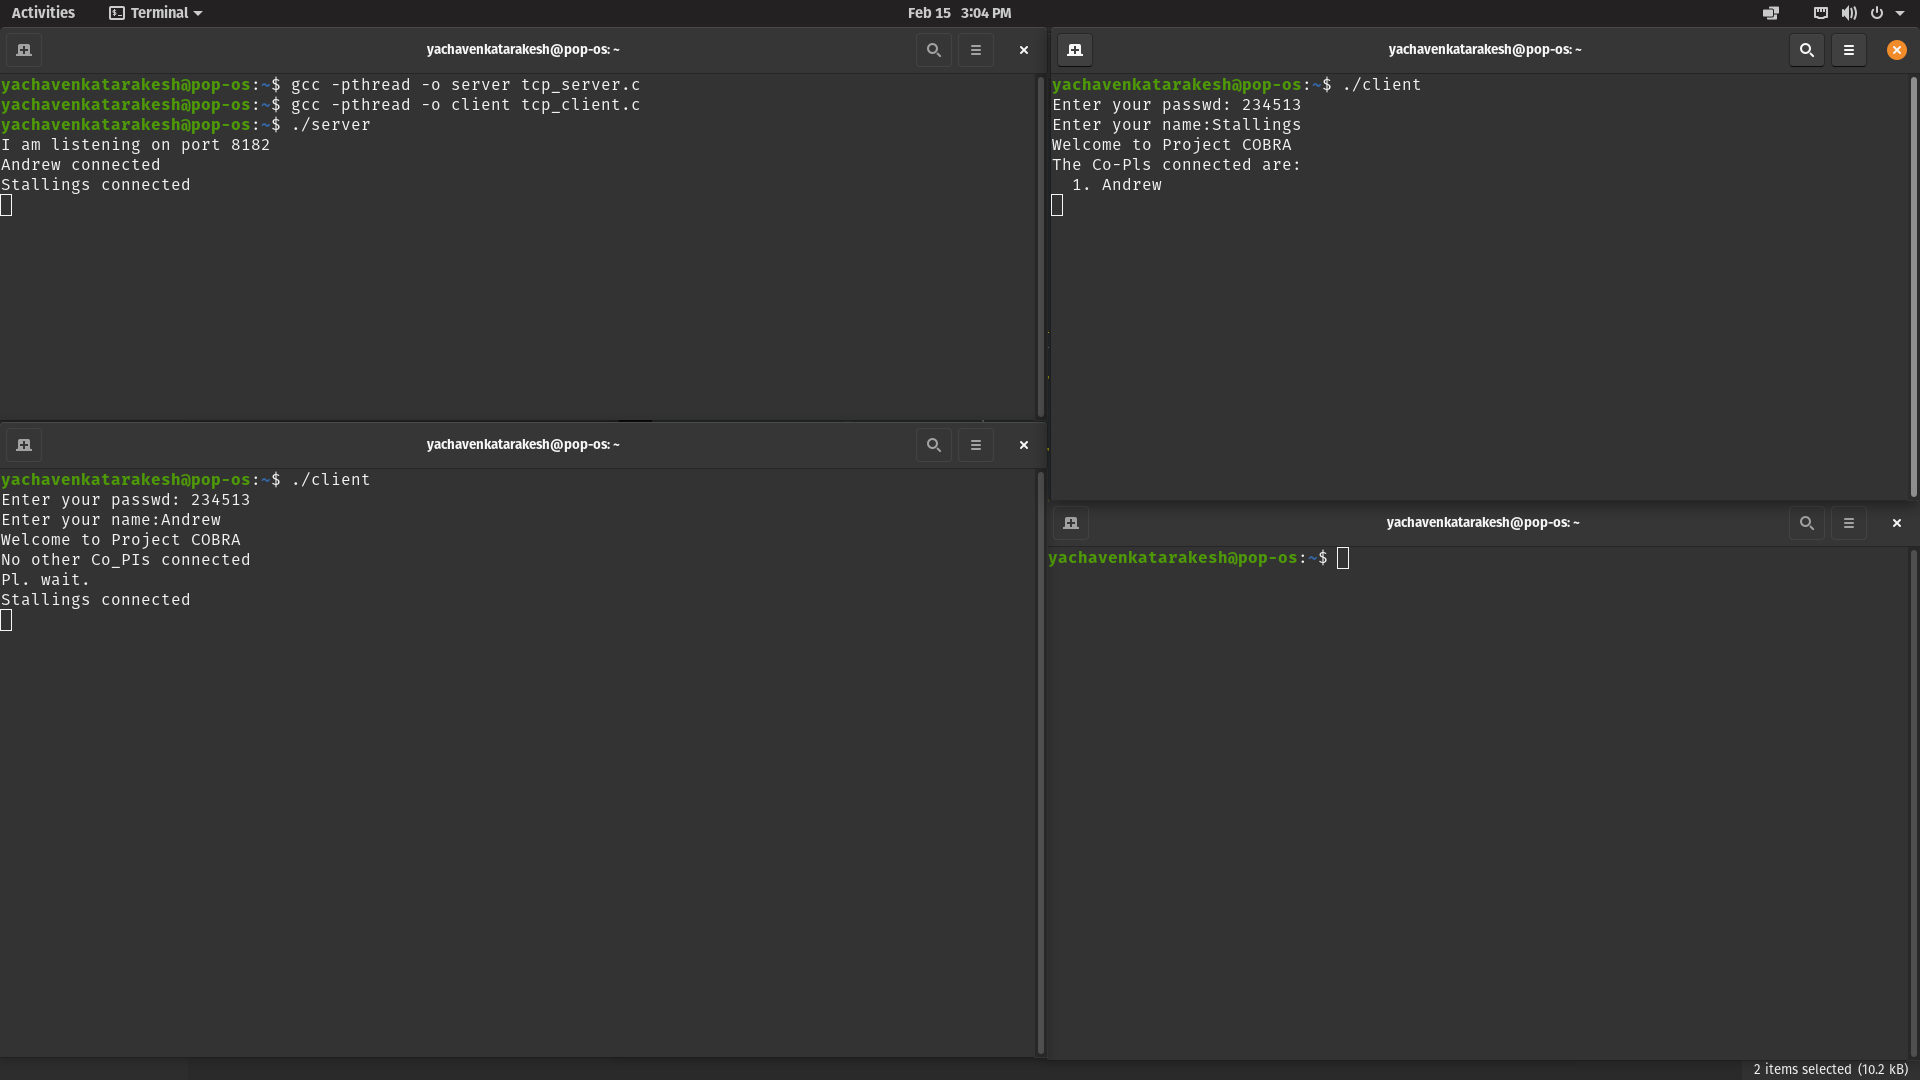 Activities Terminal Feb 15 3:04 PM
yachavenkatarakesh@pop-os: ~
yachavenkatarakesh@pop-os:~$ gcc -pthread -o server tcp_server.c
yachavenkatarakesh@pop-os:~$ gcc -pthread -o client tcp_client.c
yachavenkatarakesh@pop-os:~$ ./server
I am listening on port 8182
Andrew connected
Stallings connected
yachavenkatarakesh@pop-os: ~
yachavenkatarakesh@pop-os:~$ ./client
Enter your passwd: 234513
Enter your name:Stallings
Welcome to Project COBRA
The Co-Pls connected are:
1. Andrew
yachavenkatarakesh@pop-os: ~
yachavenkatarakesh@pop-os:~$ ./client
Enter your passwd: 234513
Enter your name:Andrew
Welcome to Project COBRA
No other Co_PIs connected
Pl. wait.
Stallings connected
yachavenkatarakesh@pop-os: ~
yachavenkatarakesh@pop-os:~$
2 items selected (10.2 kB)